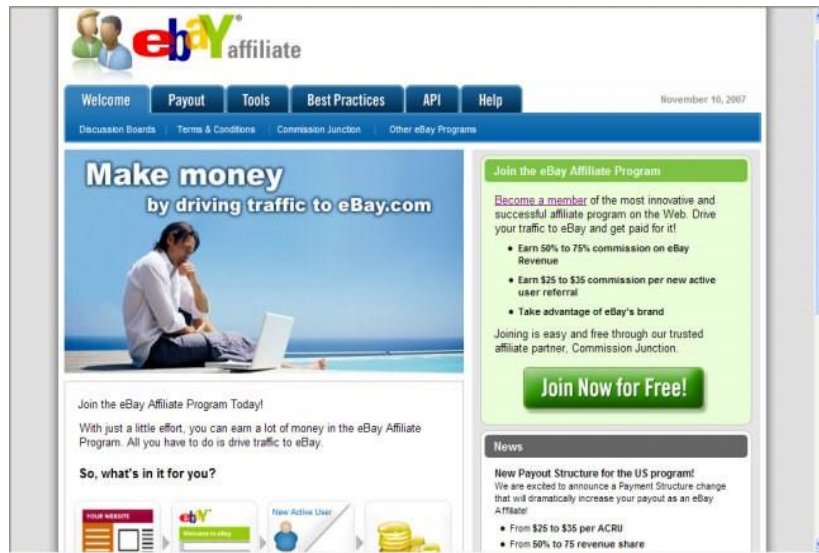 ebaY affiliate
Welcome Payout Tools Best Practices API Help November 10, 2007
Discussion Boards | Terms & Conditions | Commission Junction | Other eBay Programs
Make money
by driving traffic to eBay.com
Join the eBay Affiliate Program Today!
With just a little effort, you can earn a lot of money in the eBay Affiliate
Program. All you have to do is drive traffic to eBay.
So, what's in it for you?
YOUR WEBSITE
ebY
Welcome to eBay
New Active User
Join the eBay Affiliate Program
Become a member of the most innovative and
successful affiliate program on the Web. Drive
your traffic to eBay and get paid for it!
• Earn 50% to 75% commission on eBay
Revenue
• Earn $25 to $35 commission per new active
user referral
• Take advantage of eBay's brand
Joining is easy and free through our trusted
affiliate partner, Commission Junction.
Join Now for Free!
News
New Payout Structure for the US program!
We are excited to announce a Payment Structure change
that will dramatically increase your payout as an eBay
Affiliate!
• From $25 to $35 per ACRU
• From 50% to 75 revenue share